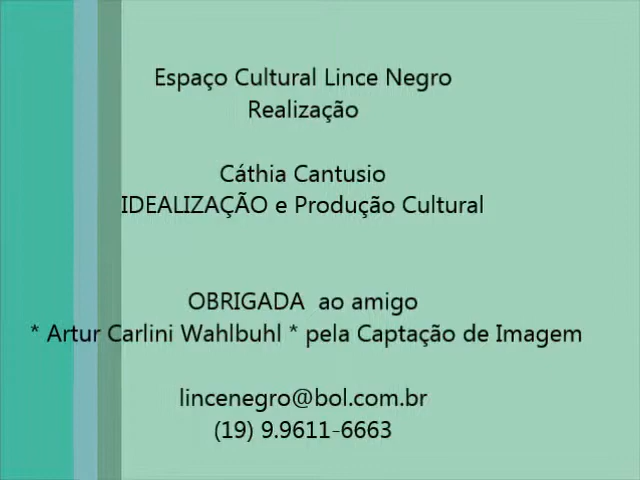 Espaço Cultural Lince Negro
Realização
Cáthia Cantusio
IDEALIZAÇÃO e Produção Cultural
OBRIGADA  ao amigo
* Artur Carlini Wahlbuhl * pela Captação de Imagem
lincenegro@bol.com.br
(19) 9.9611-6663